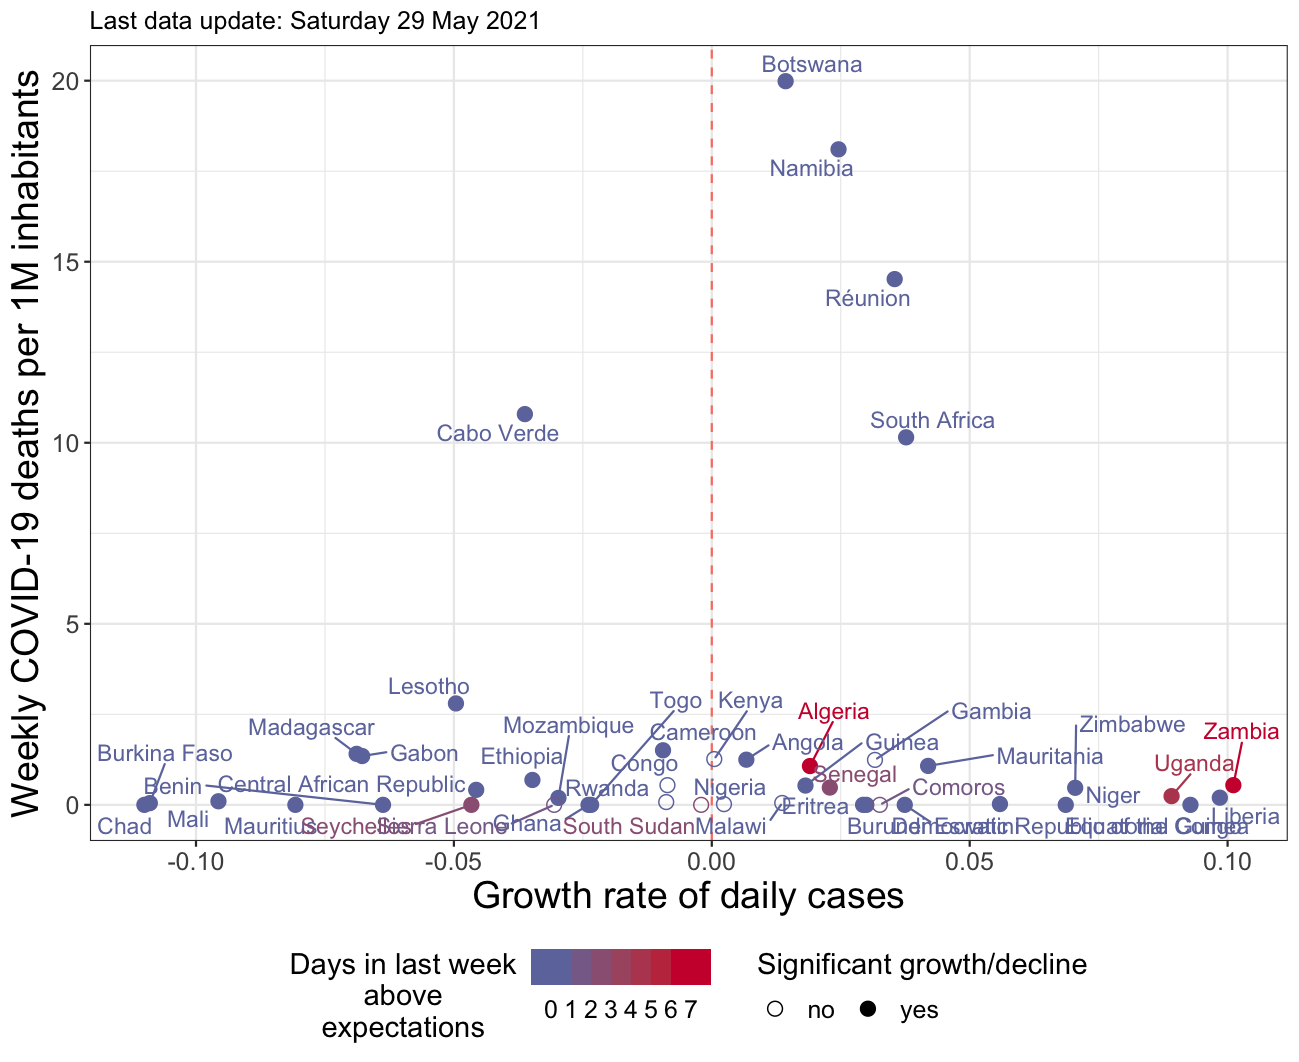 Last data update: Saturday 29 May 2021
Weekly COVID-19 deaths per 1M inhabitants
20
15
10
5
0
Botswana
Namibia
Réunion
Cabo Verde
South Africa
Lesotho
Togo
Kenya
Algeria
Gambia
Madagascar
Mozambique
Cameroon
Zimbabwe
Zambia
Burkina Faso
Gabon
Ethiopia
Congo
Angola
Guinea
Mauritania
Uganda
Benin
Central African Republic
Rwanda
Nigeria
Senegal
Comoros
Niger
Eritrea
Liberia
Chad
Mali
Mauritius
Seychelles
Sierra Leone
Ghana
South Sudan
Malawi
Burundi
Eswatini
Democratic Republic of the Congo
Equatorial Guinea
-0.10
-0.05
0.00
0.05
0.10
Growth rate of daily cases
Days in last week
above
expectations
0 1 2 3 4 5 6 7
Significant growth/decline
no
yes